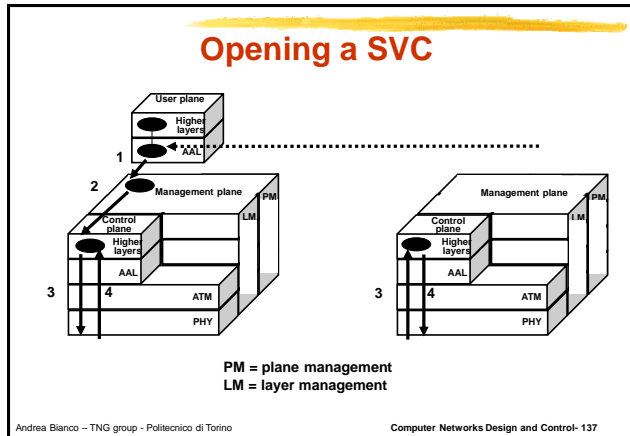 Opening a SVC
User plane
Higher
layers
AAL
1
2
Management plane
PM
LM
Control
plane
Higher
layers
AAL
3
4
ATM
PHY
Management plane
PM
LM
Control
plane
Higher
layers
AAL
3
4
ATM
PHY
PM = plane management
LM = layer management
Andrea Bianco – TNG group - Politecnico di Torino
Computer Networks Design and Control- 137